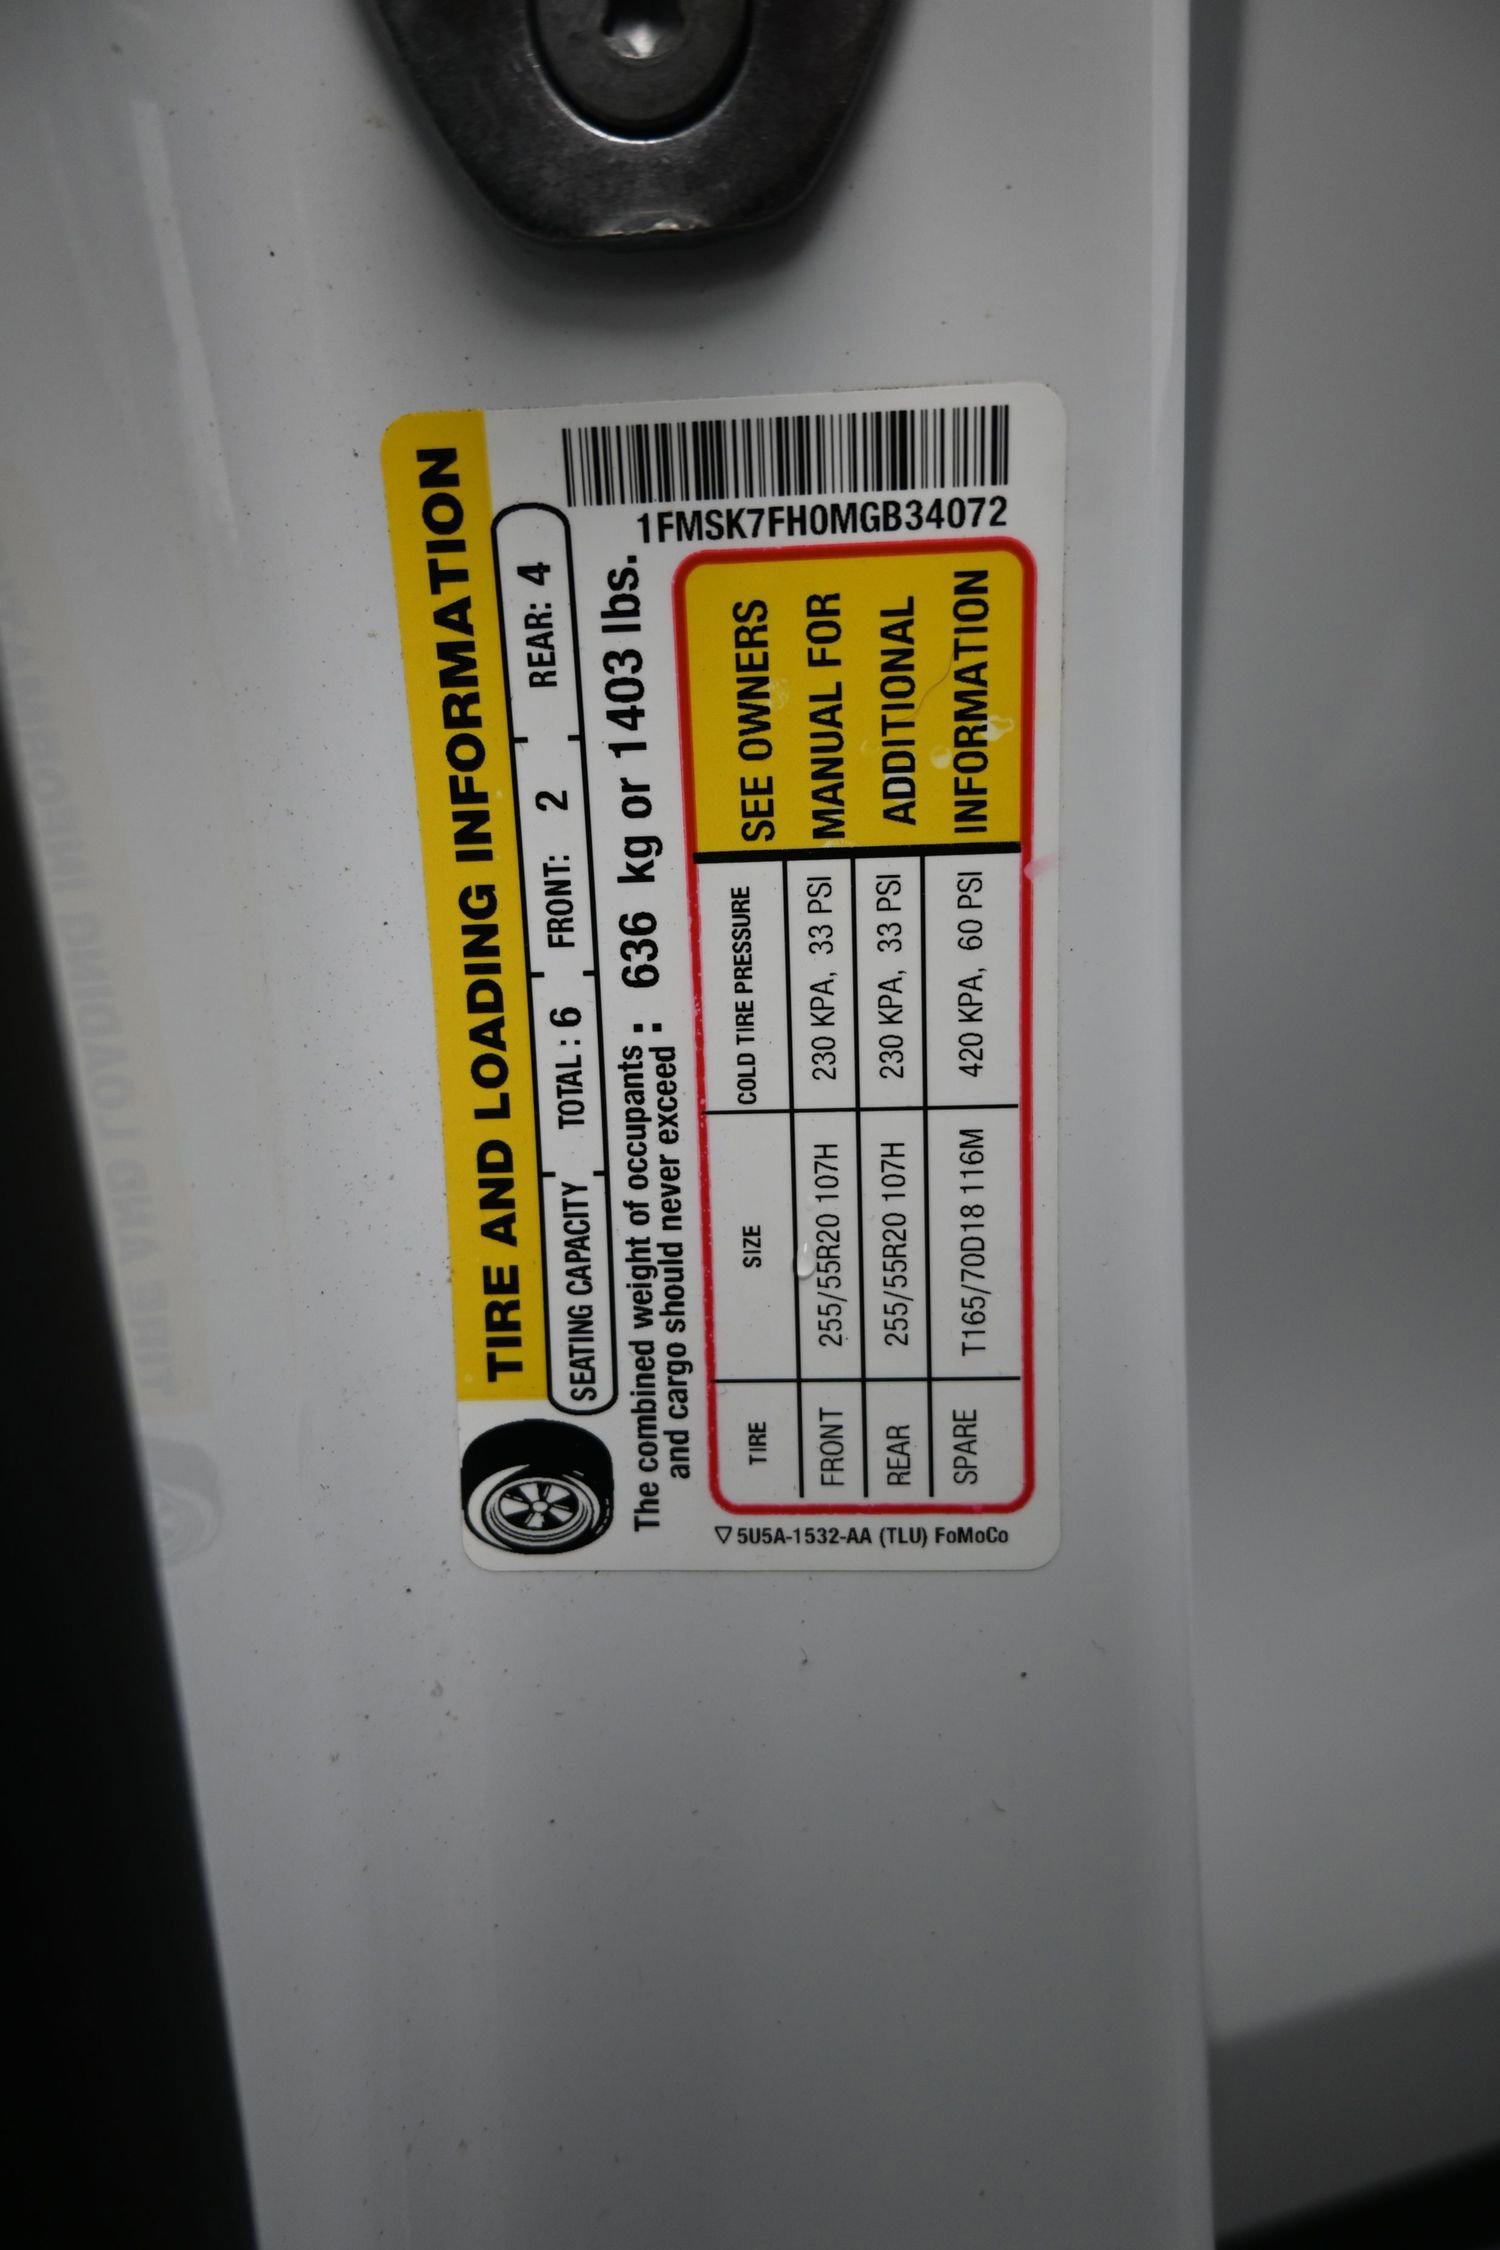 TIRE AND LOADING INFORMATION
SEATING CAPACITY TOTAL : 6 FRONT: 2 REAR: 4
The combined weight of occupants : 636 kg or 1403 lbs.
and cargo should never exceed :
1FMSK7FH0MGB34072
TIRE SIZE COLD TIRE PRESSURE
FRONT 255/55R20 107H 230 KPA, 33 PSI
REAR 255/55R20 107H 230 KPA, 33 PSI
SPARE T165/70D18 116M 420 KPA, 60 PSI
SEE OWNERS
MANUAL FOR
ADDITIONAL
INFORMATION
5U5A-1532-AA (TLU) FoMoCo